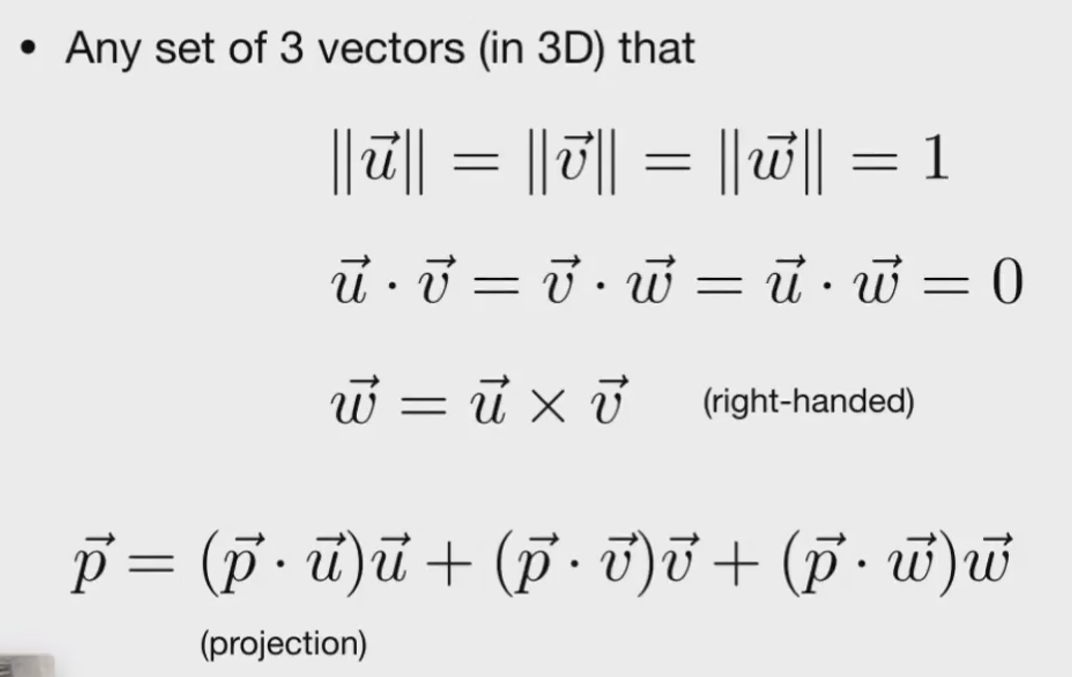 • Any set of 3 vectors (in 3D) that
‖u⃗‖ = ‖v⃗‖ = ‖w⃗‖ = 1
u⃗ · v⃗ = v⃗ · w⃗ = u⃗ · w⃗ = 0
w⃗ = u⃗ × v⃗ (right-handed)
p⃗ = (p⃗ · u⃗)u⃗ + (p⃗ · v⃗)v⃗ + (p⃗ · w⃗)w⃗
(projection)